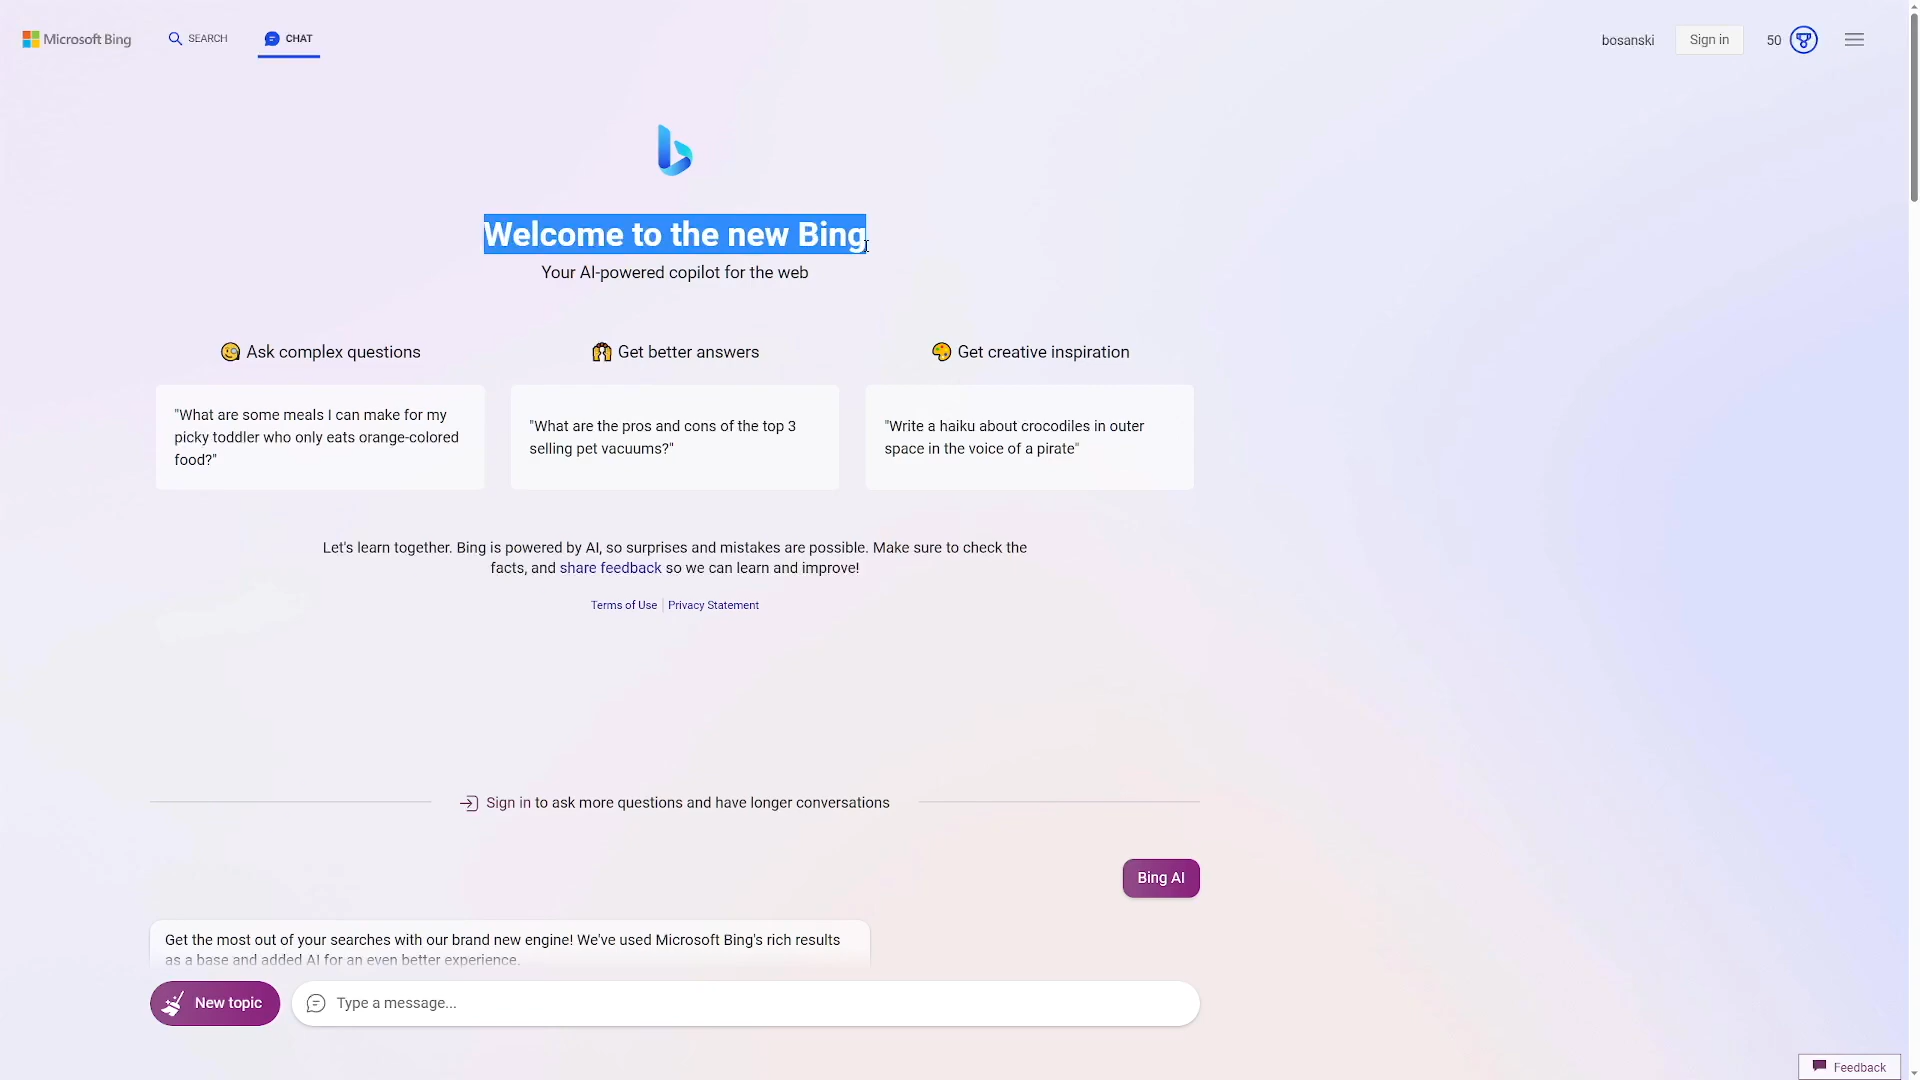 Microsoft Bing
SEARCH
CHAT
bosanski
Sign in
50
Welcome to the new Bing
Your AI-powered copilot for the web
Ask complex questions
Get better answers
Get creative inspiration
"What are some meals I can make for my
picky toddler who only eats orange-colored
food?"
"What are the pros and cons of the top 3
selling pet vacuums?"
"Write a haiku about crocodiles in outer
space in the voice of a pirate"
Let's learn together. Bing is powered by AI, so surprises and mistakes are possible. Make sure to check the
facts, and share feedback so we can learn and improve!
Terms of Use
Privacy Statement
Sign in to ask more questions and have longer conversations
Bing AI
Get the most out of your searches with our brand new engine! We've used Microsoft Bing's rich results
as a base and added AI for an even better experience.
New topic
Type a message...
Feedback